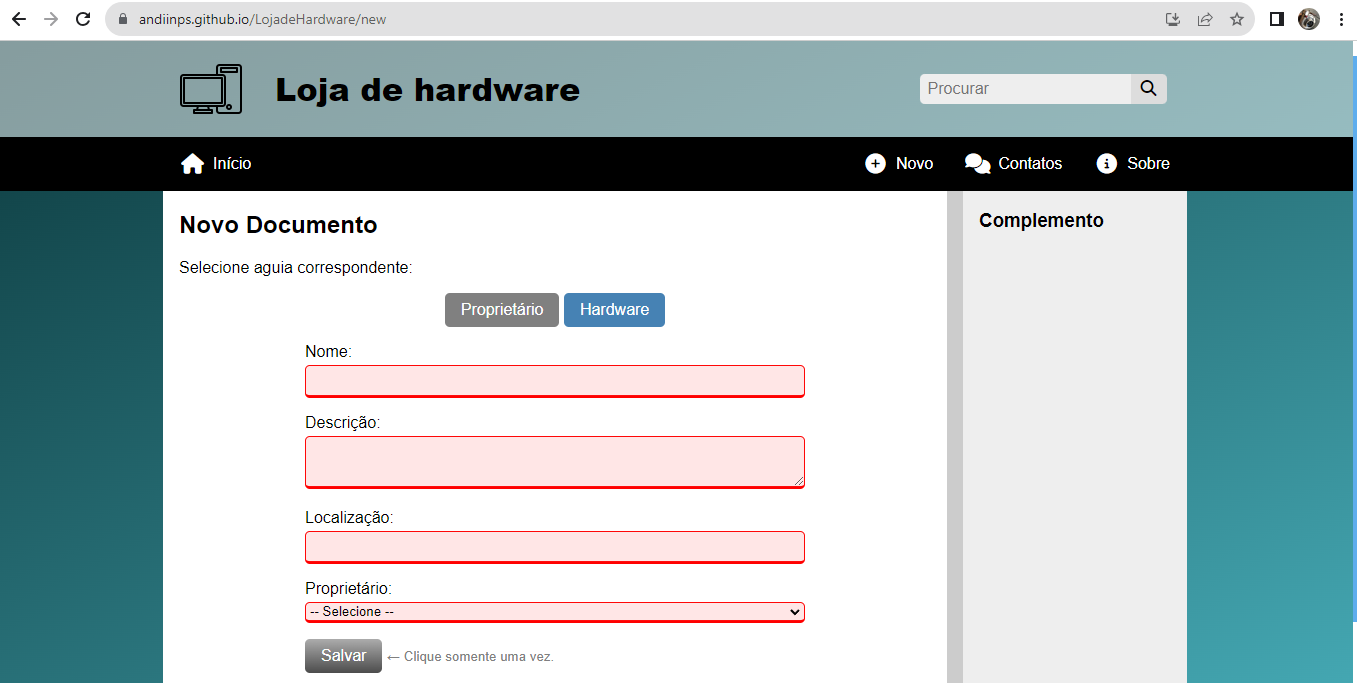 andiinps.github.io/LojadeHardware/new
Loja de hardware
Procurar
Início
Novo
Contatos
Sobre
Novo Documento
Complemento
Selecione aguia correspondente:
Proprietário
Hardware
Nome:
Descrição:
Localização:
Proprietário:
-- Selecione --
Salvar
← Clique somente uma vez.